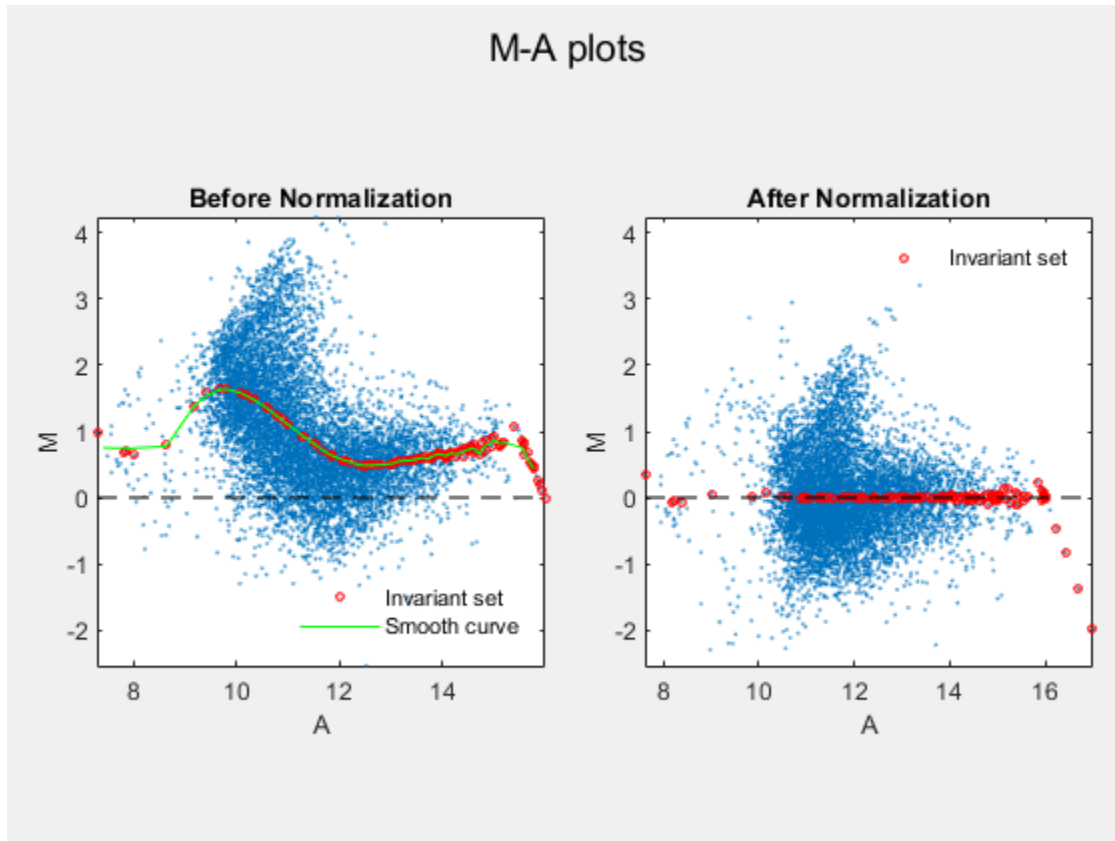 M-A plots
Before Normalization
4
3
2
1
0
-1
-2
M
8 10 12 14
A
Invariant set
Smooth curve
After Normalization
4
3
2
1
0
-1
-2
M
8 10 12 14 16
A
Invariant set